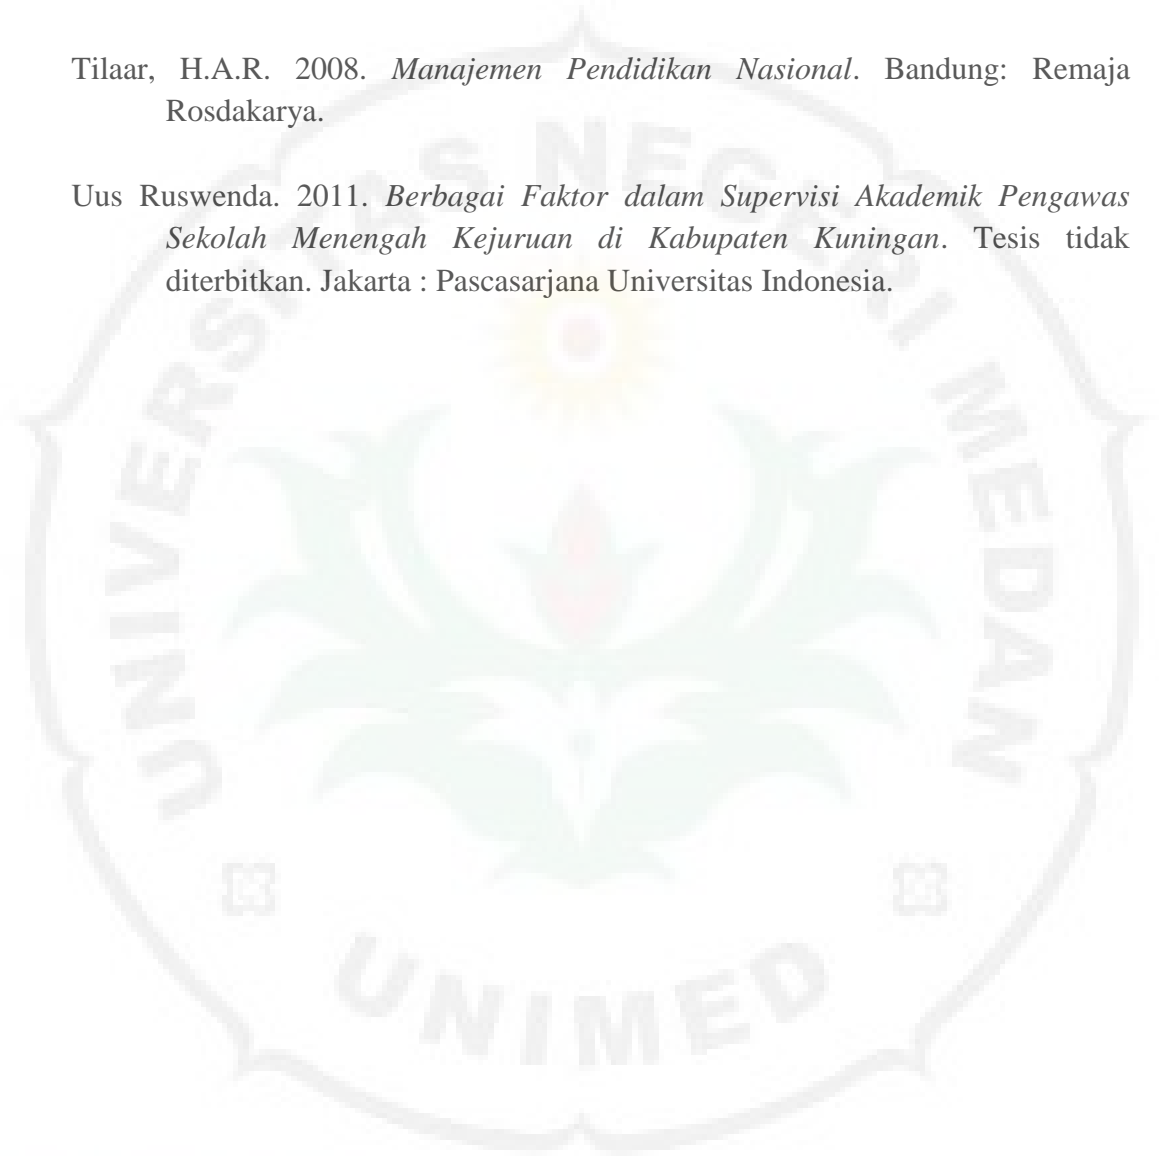 Tilaar, H.A.R. 2008. Manajemen Pendidikan Nasional. Bandung: Remaja
Rosdakarya.
Uus Ruswenda. 2011. Berbagai Faktor dalam Supervisi Akademik Pengawas
Sekolah Menengah Kejuruan di Kabupaten Kuningan. Tesis tidak
diterbitkan. Jakarta : Pascasarjana Universitas Indonesia.
UNIVERSITAS NEGERI MEDAN
UNIMED